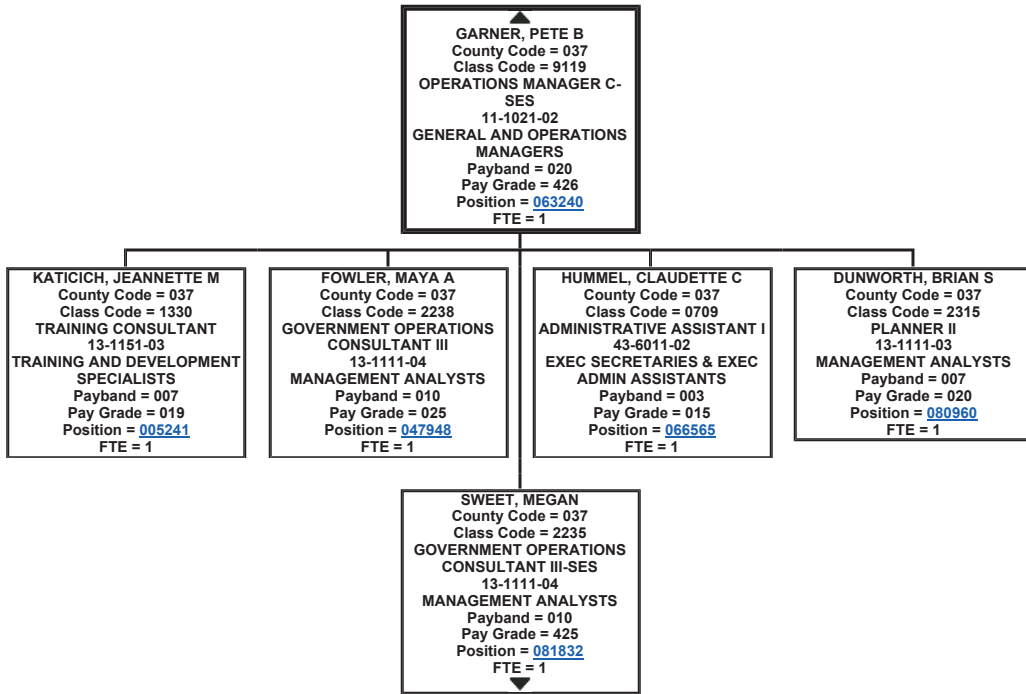 GARNER, PETE B
County Code = 037
Class Code = 9119
OPERATIONS MANAGER C-
SES
11-1021-02
GENERAL AND OPERATIONS
MANAGERS
Payband = 020
Pay Grade = 426
Position = 063240
FTE = 1
KATICICH, JEANNETTE M
County Code = 037
Class Code = 1330
TRAINING CONSULTANT
13-1151-03
TRAINING AND DEVELOPMENT
SPECIALISTS
Payband = 007
Pay Grade = 019
Position = 005241
FTE = 1
FOWLER, MAYA A
County Code = 037
Class Code = 2238
GOVERNMENT OPERATIONS
CONSULTANT III
13-1111-04
MANAGEMENT ANALYSTS
Payband = 010
Pay Grade = 025
Position = 047948
FTE = 1
HUMMEL, CLAUDETTE C
County Code = 037
Class Code = 0709
ADMINISTRATIVE ASSISTANT I
43-6011-02
EXEC SECRETARIES & EXEC
ADMIN ASSISTANTS
Payband = 003
Pay Grade = 015
Position = 066565
FTE = 1
DUNWORTH, BRIAN S
County Code = 037
Class Code = 2315
PLANNER II
13-1111-03
MANAGEMENT ANALYSTS
Payband = 007
Pay Grade = 020
Position = 080960
FTE = 1
SWEET, MEGAN
County Code = 037
Class Code = 2235
GOVERNMENT OPERATIONS
CONSULTANT III-SES
13-1111-04
MANAGEMENT ANALYSTS
Payband = 010
Pay Grade = 425
Position = 081832
FTE = 1